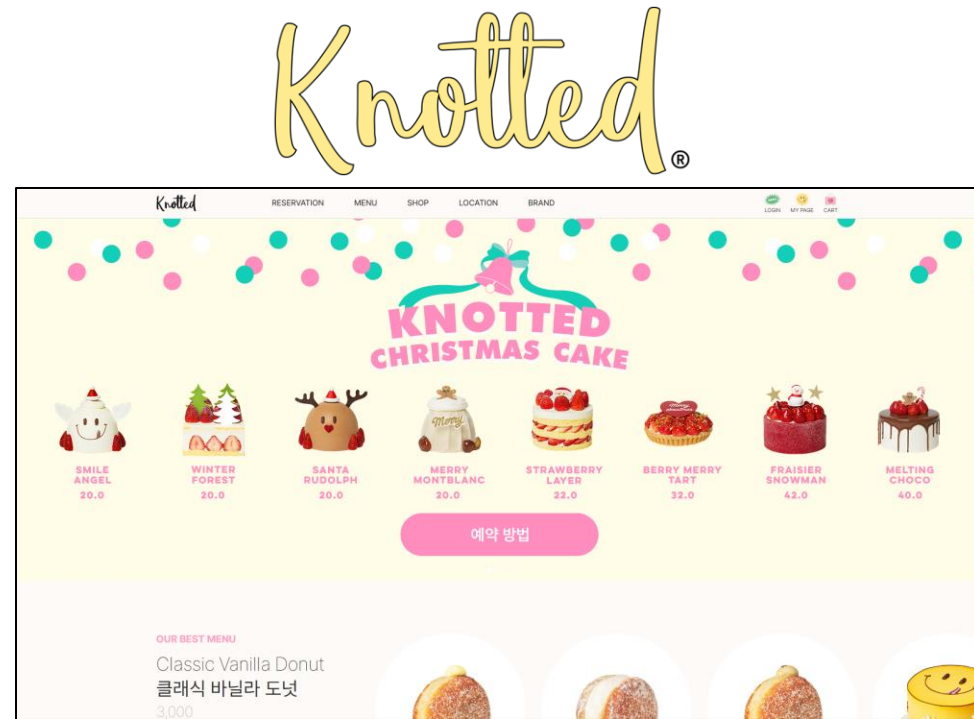 Knotted®
Knotted RESERVATION MENU SHOP LOCATION BRAND LOGIN MY PAGE CART
KNOTTED
CHRISTMAS CAKE
Merry
SMILE ANGEL
20.0
WINTER FOREST
20.0
SANTA RUDOLPH
20.0
MERRY MONTBLANC
20.0
STRAWBERRY LAYER
22.0
BERRY MERRY TART
32.0
FRAISIER SNOWMAN
42.0
MELTING CHOCO
40.0
예약 방법
OUR BEST MENU
Classic Vanilla Donut
클래식 바닐라 도넛
3,000